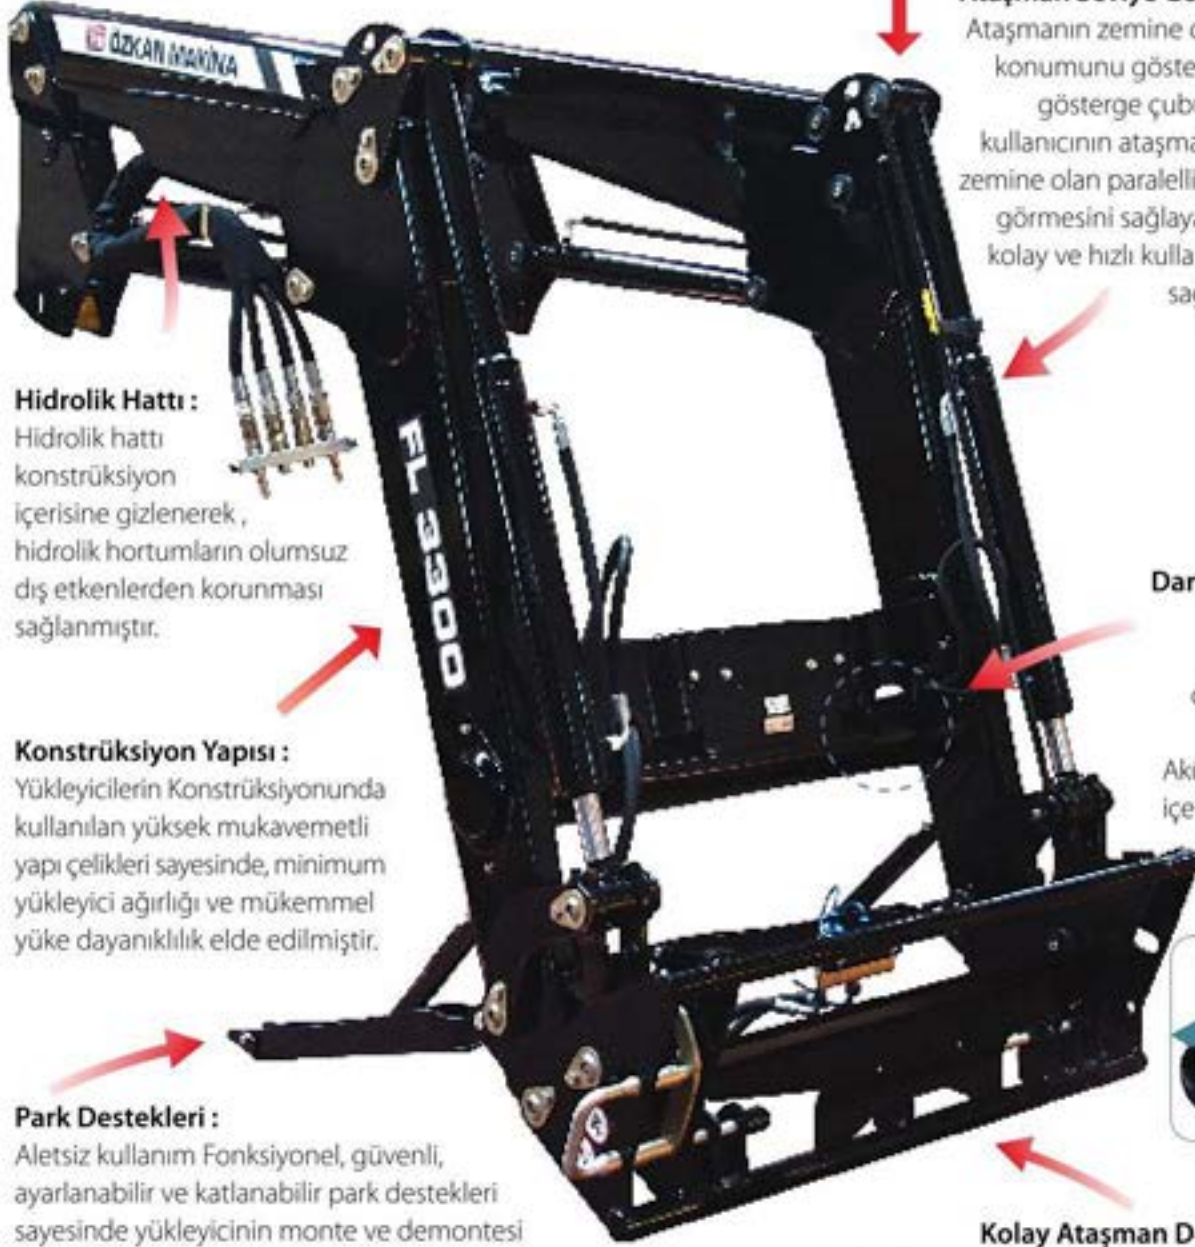 ÖZKAN MAKİNA
Ataşmanın zemine
konumunu göste
gösterge çub
kullanıcının ataşma
zemine olan paralelli
görmesini sağlaya
kolay ve hızlı kulla
sa
Hidrolik Hattı :
Hidrolik hattı
konstrüksiyon
içerisine gizlenerek ,
hidrolik hortumların olumsuz
dış etkenlerden korunması
sağlanmıştır.
FL 3300
Dar
Konstrüksiyon Yapısı :
Yükleyicilerin Konstrüksiyonunda
kullanılan yüksek mukavemetli
yapı çelikleri sayesinde, minimum
yükleyici ağırlığı ve mükemmel
yüke dayanıklılık elde edilmiştir.
Aki
içe
Park Destekleri :
Aletsiz kullanım Fonksiyonel, güvenli,
ayarlanabilir ve katlanabilir park destekleri
sayesinde yükleyicinin monte ve demontesi
Kolay Ataşman D